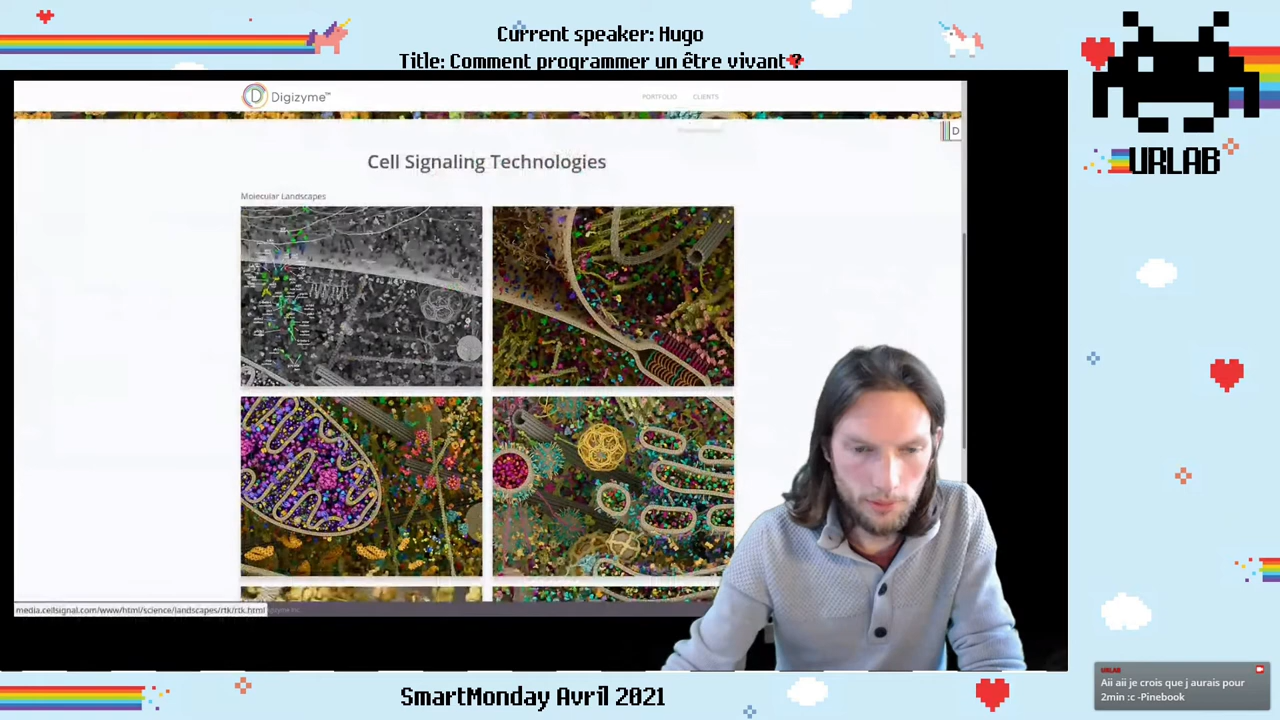 Current speaker: Hugo
Title: Comment programmer un être vivant ?
Digizyme™
PORTFOLIO CLIENTS
D
Cell Signaling Technologies
Molecular Landscapes
media.cellsignal.com/www/html/science/landscapes/rtk/rtk.html
URLAB
SmartMonday Avril 2021
URLAB
Aii aii je crois que j aurais pour
2min :c -Pinebook